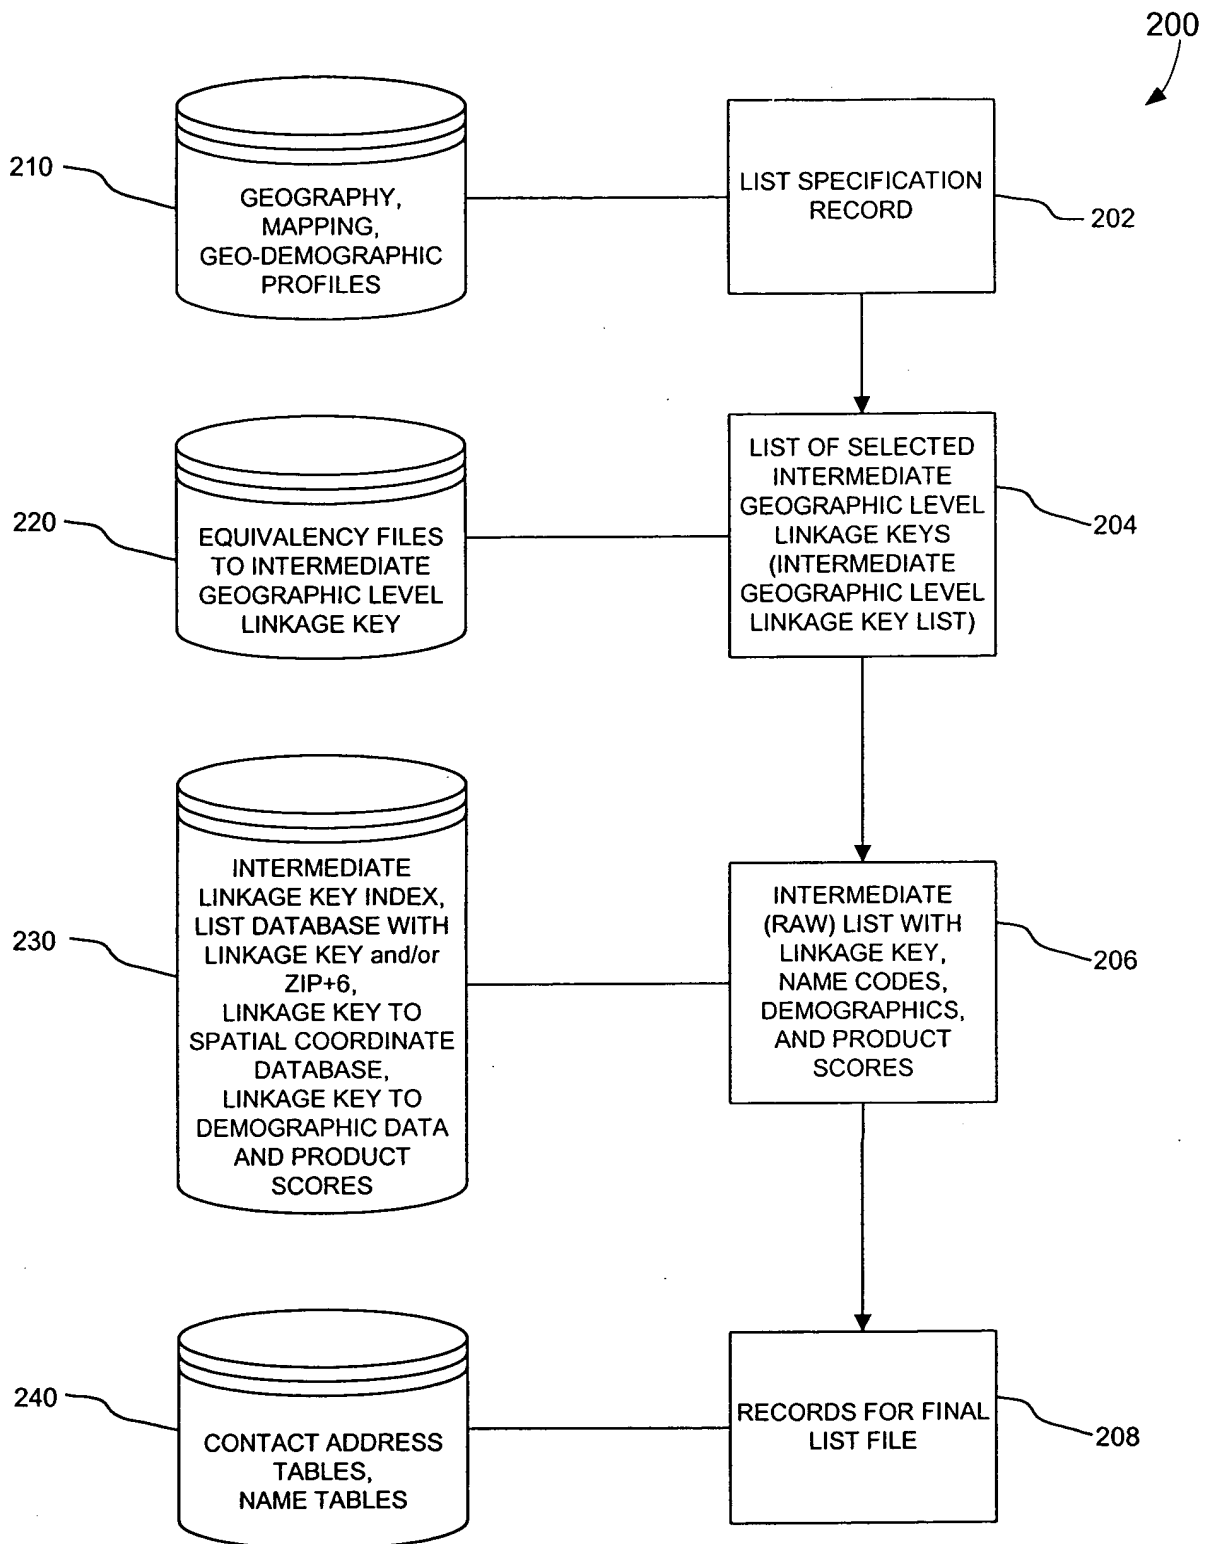 200
210
GEOGRAPHY,
MAPPING,
GEO-DEMOGRAPHIC
PROFILES
LIST SPECIFICATION
RECORD
202
220
EQUIVALENCY FILES
TO INTERMEDIATE
GEOGRAPHIC LEVEL
LINKAGE KEY
LIST OF SELECTED
INTERMEDIATE
GEOGRAPHIC LEVEL
LINKAGE KEYS
(INTERMEDIATE
GEOGRAPHIC LEVEL
LINKAGE KEY LIST)
204
230
INTERMEDIATE
LINKAGE KEY INDEX,
LIST DATABASE WITH
LINKAGE KEY and/or
ZIP+6,
LINKAGE KEY TO
SPATIAL COORDINATE
DATABASE,
LINKAGE KEY TO
DEMOGRAPHIC DATA
AND PRODUCT
SCORES
INTERMEDIATE
(RAW) LIST WITH
LINKAGE KEY,
NAME CODES,
DEMOGRAPHICS,
AND PRODUCT
SCORES
206
240
CONTACT ADDRESS
TABLES,
NAME TABLES
RECORDS FOR FINAL
LIST FILE
208